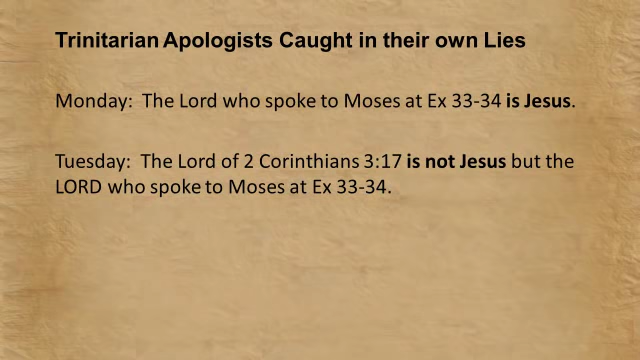 Trinitarian Apologists Caught in their own Lies
Monday:  The Lord who spoke to Moses at Ex 33-34 is Jesus.
Tuesday:  The Lord of 2 Corinthians 3:17 is not Jesus but the
LORD who spoke to Moses at Ex 33-34.